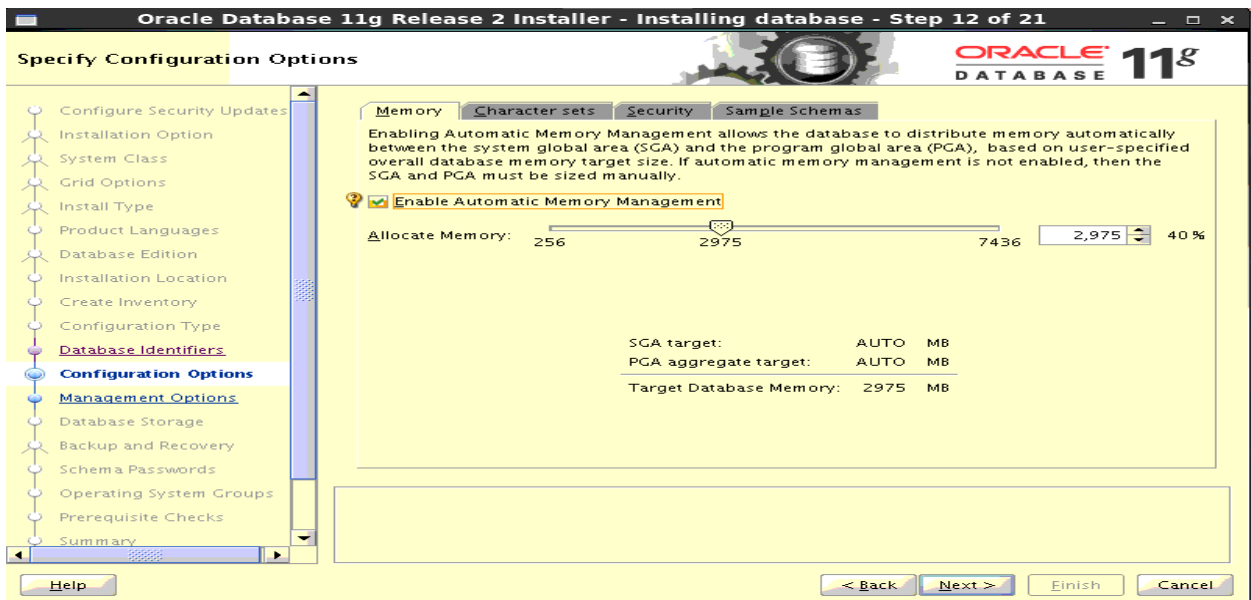 Oracle Database 11g Release 2 Installer - Installing database - Step 12 of 21
Specify Configuration Options
ORACLE
DATABASE
11g
Configure Security Updates
Installation Option
System Class
Grid Options
Install Type
Product Languages
Database Edition
Installation Location
Create Inventory
Configuration Type
Database Identifiers
Configuration Options
Management Options
Database Storage
Backup and Recovery
Schema Passwords
Operating System Groups
Prerequisite Checks
Summary
Memory Character sets Security Sample Schemas
Enabling Automatic Memory Management allows the database to distribute memory automatically
between the system global area (SGA) and the program global area (PGA), based on user-specified
overall database memory target size. If automatic memory management is not enabled, then the
SGA and PGA must be sized manually.
Enable Automatic Memory Management
Allocate Memory: 256 2975 7436 2,975 40 %
SGA target: AUTO MB
PGA aggregate target: AUTO MB
Target Database Memory: 2975 MB
Help < Back Next > Finish Cancel